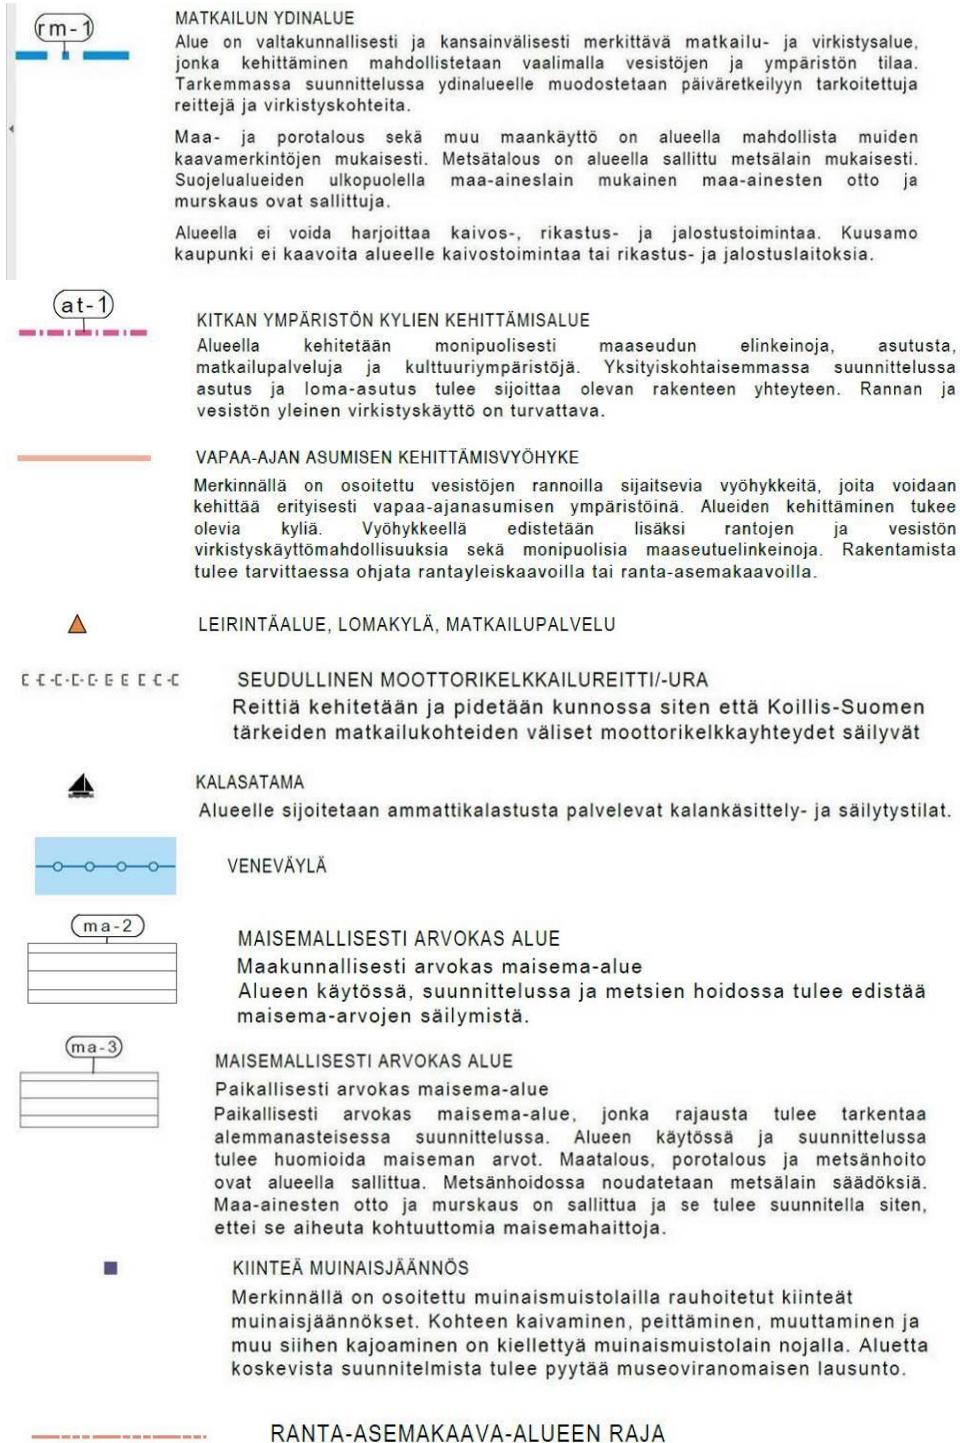 rm-1
MATKAILUN YDINALUE
Alue on valtakunnallisesti ja kansainvälisesti merkittävä matkailu- ja virkistysalue,
jonka kehittäminen mahdollistetaan vaalimalla vesistöjen ja ympäristön tilaa.
Tarkemmassa suunnittelussa ydinalueelle muodostetaan päiväretkeilyyn tarkoitettuja
reittejä ja virkistyskohteita.
Maa- ja porotalous sekä muu maankäyttö on alueella mahdollista muiden
kaavamerkintöjen mukaisesti. Metsätalous on alueella sallittu metsälain mukaisesti.
Suojelualueiden ulkopuolella maa-aineslain mukainen maa-ainesten otto ja
murskaus ovat sallittuja.
Alueella ei voida harjoittaa kaivos-, rikastus- ja jalostustoimintaa. Kuusamo
kaupunki ei kaavoita alueelle kaivostoimintaa tai rikastus- ja jalostuslaitoksia.
at-1
KITKAN YMPÄRISTÖN KYLIEN KEHITTÄMISALUE
Alueella kehitetään monipuolisesti maaseudun elinkeinoja, asutusta,
matkailupalveluja ja kulttuuriympäristöjä. Yksityiskohtaisemmassa suunnittelussa
asutus ja loma-asutus tulee sijoittaa olevan rakenteen yhteyteen. Rannan ja
vesistön yleinen virkistyskäyttö on turvattava.
VAPAA-AJAN ASUMISEN KEHITTÄMISVYÖHYKE
Merkinnällä on osoitettu vesistöjen rannoilla sijaitsevia vyöhykkeitä, joita voidaan
kehittää erityisesti vapaa-ajanasumisen ympäristöinä. Alueiden kehittäminen tukee
olevia kyliä. Vyöhykkeellä edistetään lisäksi rantojen ja vesistön
virkistyskäyttömahdollisuuksia sekä monipuolisia maaseutuelinkeinoja. Rakentamista
tulee tarvittaessa ohjata rantayleiskaavoilla tai ranta-asemakaavoilla.
LEIRINTÄALUE, LOMAKYLÄ, MATKAILUPALVELU
SEUDULLINEN MOOTTORIKELKKAILUREITTI/-URA
Reittiä kehitetään ja pidetään kunnossa siten että Koillis-Suomen
tärkeiden matkailukohteiden väliset moottorikelkkayhteydet säilyvät
KALASATAMA
Alueelle sijoitetaan ammattikalastusta palvelevat kalankäsittely- ja säilytystilat.
VENEVÄYLÄ
ma-2
MAISEMALLISESTI ARVOKAS ALUE
Maakunnallisesti arvokas maisema-alue
Alueen käytössä, suunnittelussa ja metsien hoidossa tulee edistää
maisema-arvojen säilymistä.
ma-3
MAISEMALLISESTI ARVOKAS ALUE
Paikallisesti arvokas maisema-alue
Paikallisesti arvokas maisema-alue, jonka rajausta tulee tarkentaa
alemmanasteisessa suunnittelussa. Alueen käytössä ja suunnittelussa
tulee huomioida maiseman arvot. Maatalous, porotalous ja metsänhoito
ovat alueella sallittua. Metsänhoidossa noudatetaan metsälain säädöksiä.
Maa-ainesten otto ja murskaus on sallittua ja se tulee suunnitella siten,
ettei se aiheuta kohtuuttomia maisemahaittoja.
KIINTEÄ MUINAISJÄÄNNÖS
Merkinnällä on osoitettu muinaismuistolailla rauhoitetut kiinteät
muinaisjäännökset. Kohteen kaivaminen, peittäminen, muuttaminen ja
muu siihen kajoaminen on kiellettyä muinaismuistolain nojalla. Aluetta
koskevista suunnitelmista tulee pyytää museoviranomaisen lausunto.
RANTA-ASEMAKAAVA-ALUEEN RAJA